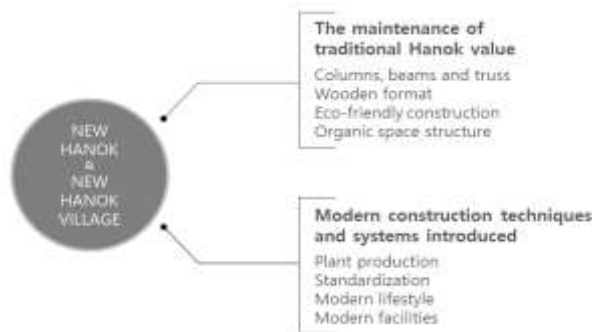 NEW
HANOK
&
NEW
HANOK
VILLAGE
The maintenance of
traditional Hanok value
Columns, beams and truss
Wooden format
Eco-friendly construction
Organic space structure
Modern construction techniques
and systems introduced
Plant production
Standardization
Modern lifestyle
Modern facilities